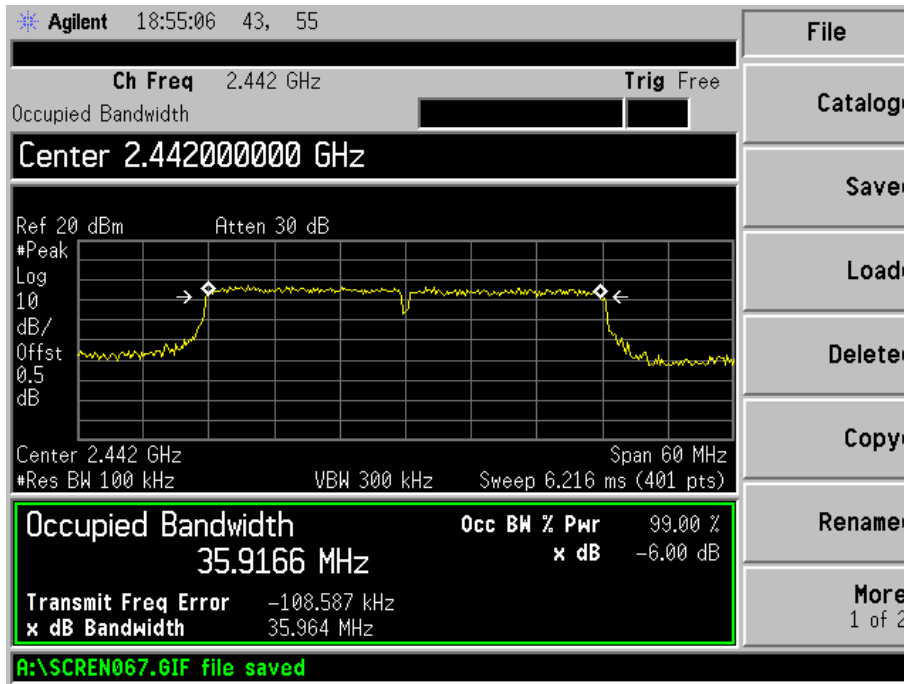 Agilent 18:55:06 43, 55
Ch Freq 2.442 GHz Trig Free
Occupied Bandwidth
Center 2.442000000 GHz
Ref 20 dBm Atten 30 dB
#Peak
Log
10
dB/
Offst
0.5
dB
Center 2.442 GHz Span 60 MHz
#Res BW 100 kHz VBW 300 kHz Sweep 6.216 ms (401 pts)
Occupied Bandwidth Occ BW % Pwr 99.00 %
35.9166 MHz x dB -6.00 dB
Transmit Freq Error -108.587 kHz
x dB Bandwidth 35.964 MHz
A:\SCREN067.GIF file saved
File
Catalog
Save
Load
Delete
Copy
Rename
More
1 of 2